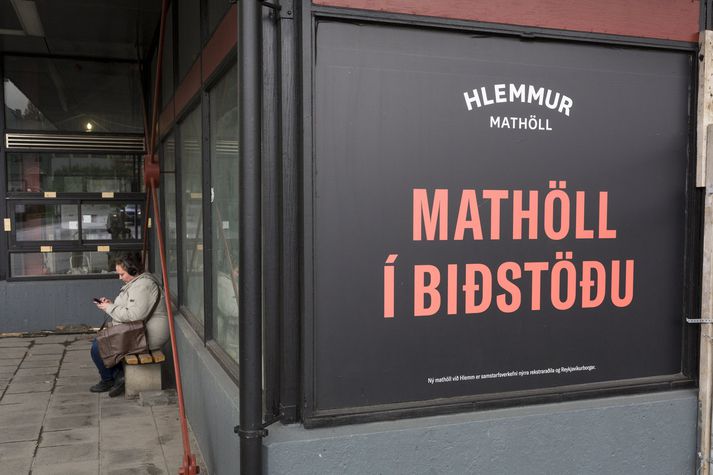 HLEMMUR
MATHÖLL
MATHÖLL
Í BIÐSTÖÐU
Ný mathöll við Hlemm er samstarfsverkefni nýrra rekstraraðila og Reykjavíkurborgar.